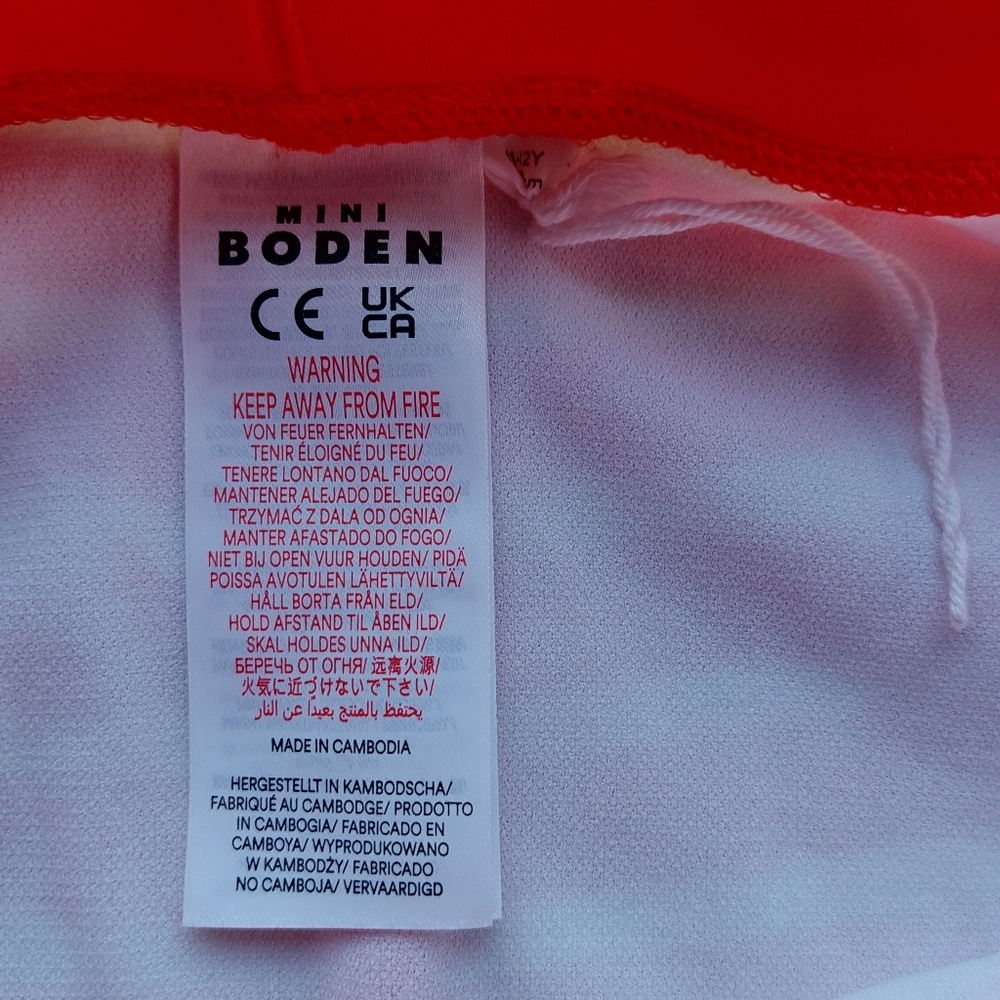 MINI
BODEN
CE UK
CA
WARNING
KEEP AWAY FROM FIRE
VON FEUER FERNHALTEN/
TENIR ÉLOIGNÉ DU FEU/
TENERE LONTANO DAL FUOCO/
MANTENER ALEJADO DEL FUEGO/
TRZYMAĆ Z DALA OD OGNIA/
MANTER AFASTADO DO FOGO/
NIET BIJ OPEN VUUR HOUDEN/ PIDÄ
POISSA AVOTULEN LÄHETTYVILTÄ/
HÅLL BORTA FRÅN ELD/
HOLD AFSTAND TIL ÅBEN ILD/
SKAL HOLDES UNNA ILD/
БЕРЕЧЬ ОТ ОГНЯ/ 远离火源/
火気に近づけないで下さい/
يحتفظ بالمنتج بعيدًا عن النار
MADE IN CAMBODIA
HERGESTELLT IN KAMBODSCHA/
FABRIQUÉ AU CAMBODGE/ PRODOTTO
IN CAMBOGIA/ FABRICADO EN
CAMBOYA/ WYPRODUKOWANO
W KAMBODŻY/ FABRICADO
NO CAMBOJA/ VERVAARDIGD